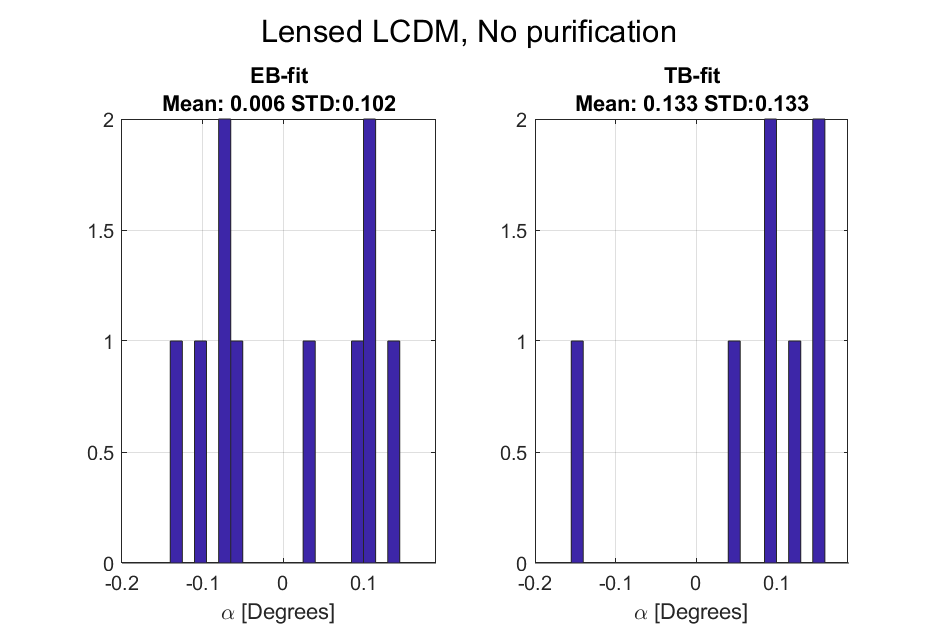 Lensed LCDM, No purification
EB-fit
Mean: 0.006 STD:0.102
2
1.5
1
0.5
0
-0.2 -0.1 0 0.1
α [Degrees]
TB-fit
Mean: 0.133 STD:0.133
2
1.5
1
0.5
0
-0.2 -0.1 0 0.1
α [Degrees]